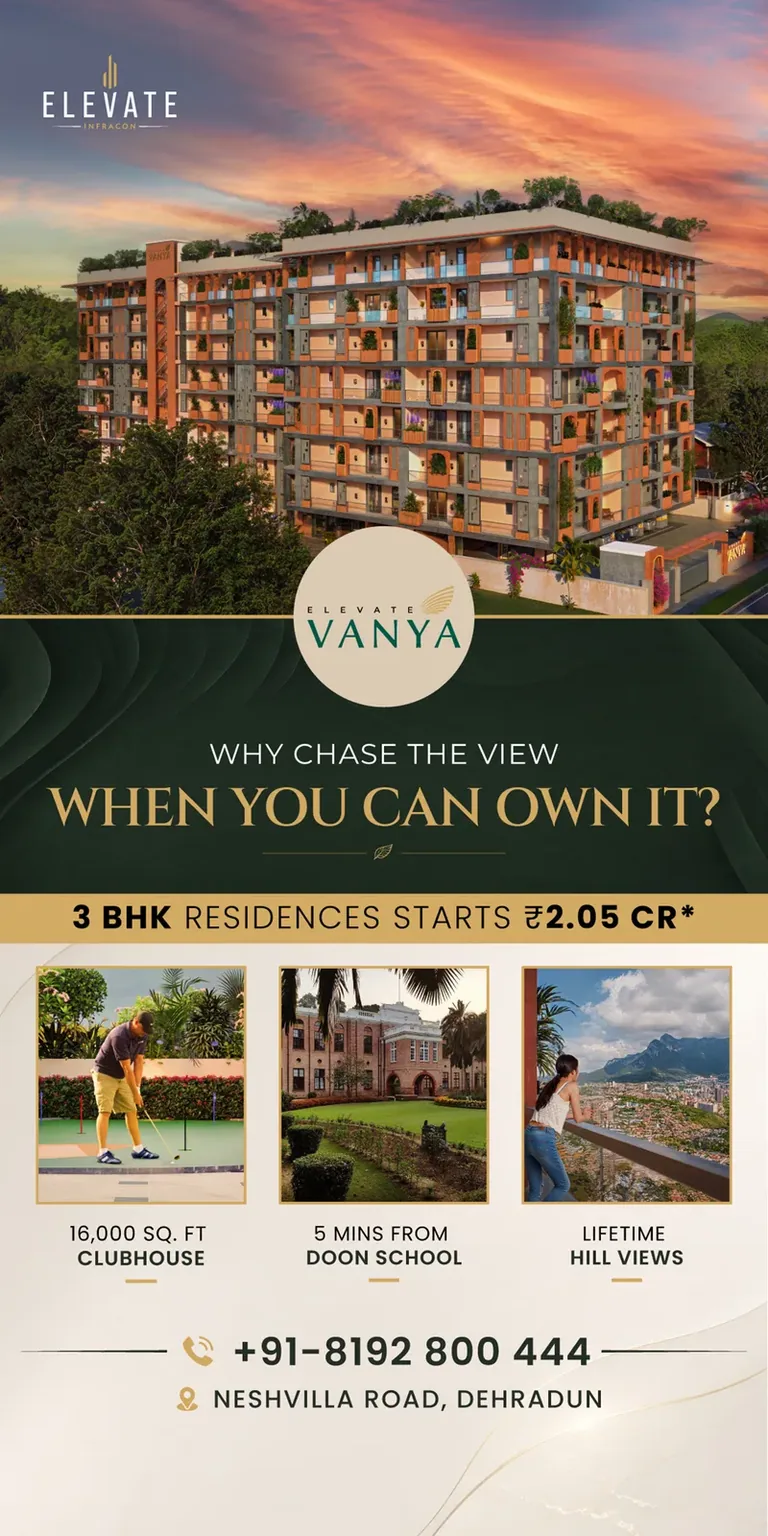 ELEVATE
INFRACON
VANYA
VANYA
ELEVATE
VANYA
WHY CHASE THE VIEW
WHEN YOU CAN OWN IT?
3 BHK RESIDENCES STARTS ₹2.05 CR*
16,000 SQ. FT
CLUBHOUSE
5 MINS FROM
DOON SCHOOL
LIFETIME
HILL VIEWS
+91-8192 800 444
NESHVILLA ROAD, DEHRADUN